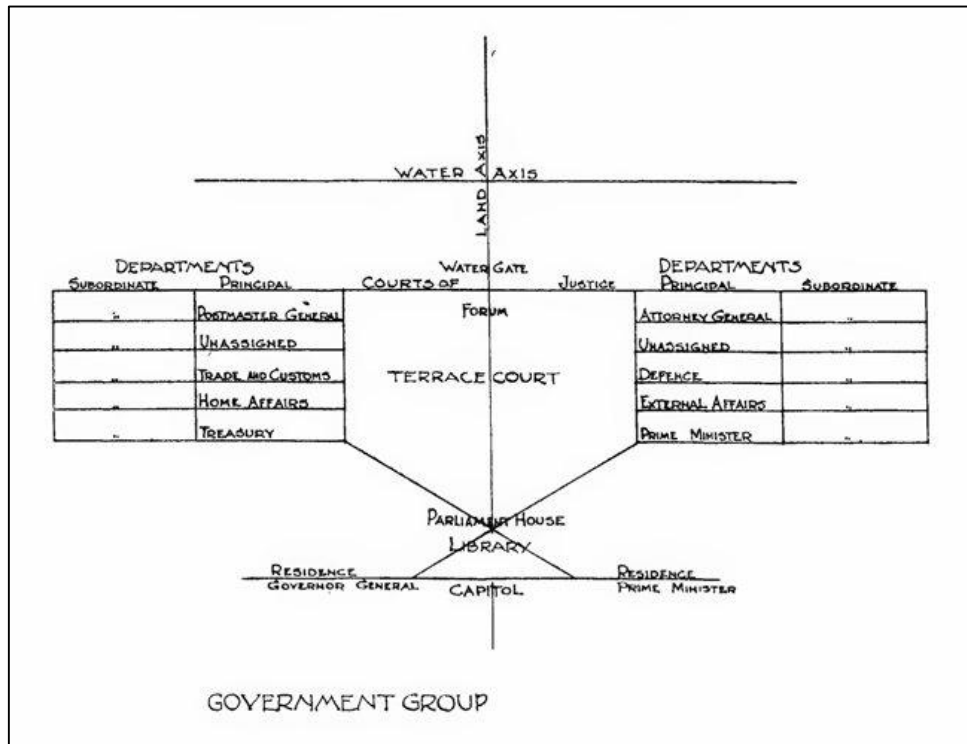 LAND AXIS
WATER AXIS
DEPARTMENTS
WATER GATE
DEPARTMENTS
SUBORDINATE PRINCIPAL COURTS OF JUSTICE PRINCIPAL SUBORDINATE
" POSTMASTER GENERAL FORUM ATTORNEY GENERAL "
" UNASSIGNED UNASSIGNED "
" TRADE AND CUSTOMS TERRACE COURT DEFENCE "
" HOME AFFAIRS EXTERNAL AFFAIRS "
" TREASURY PRIME MINISTER "
PARLIAMENT HOUSE
LIBRARY
RESIDENCE RESIDENCE
GOVERNOR GENERAL CAPITOL PRIME MINISTER
GOVERNMENT GROUP